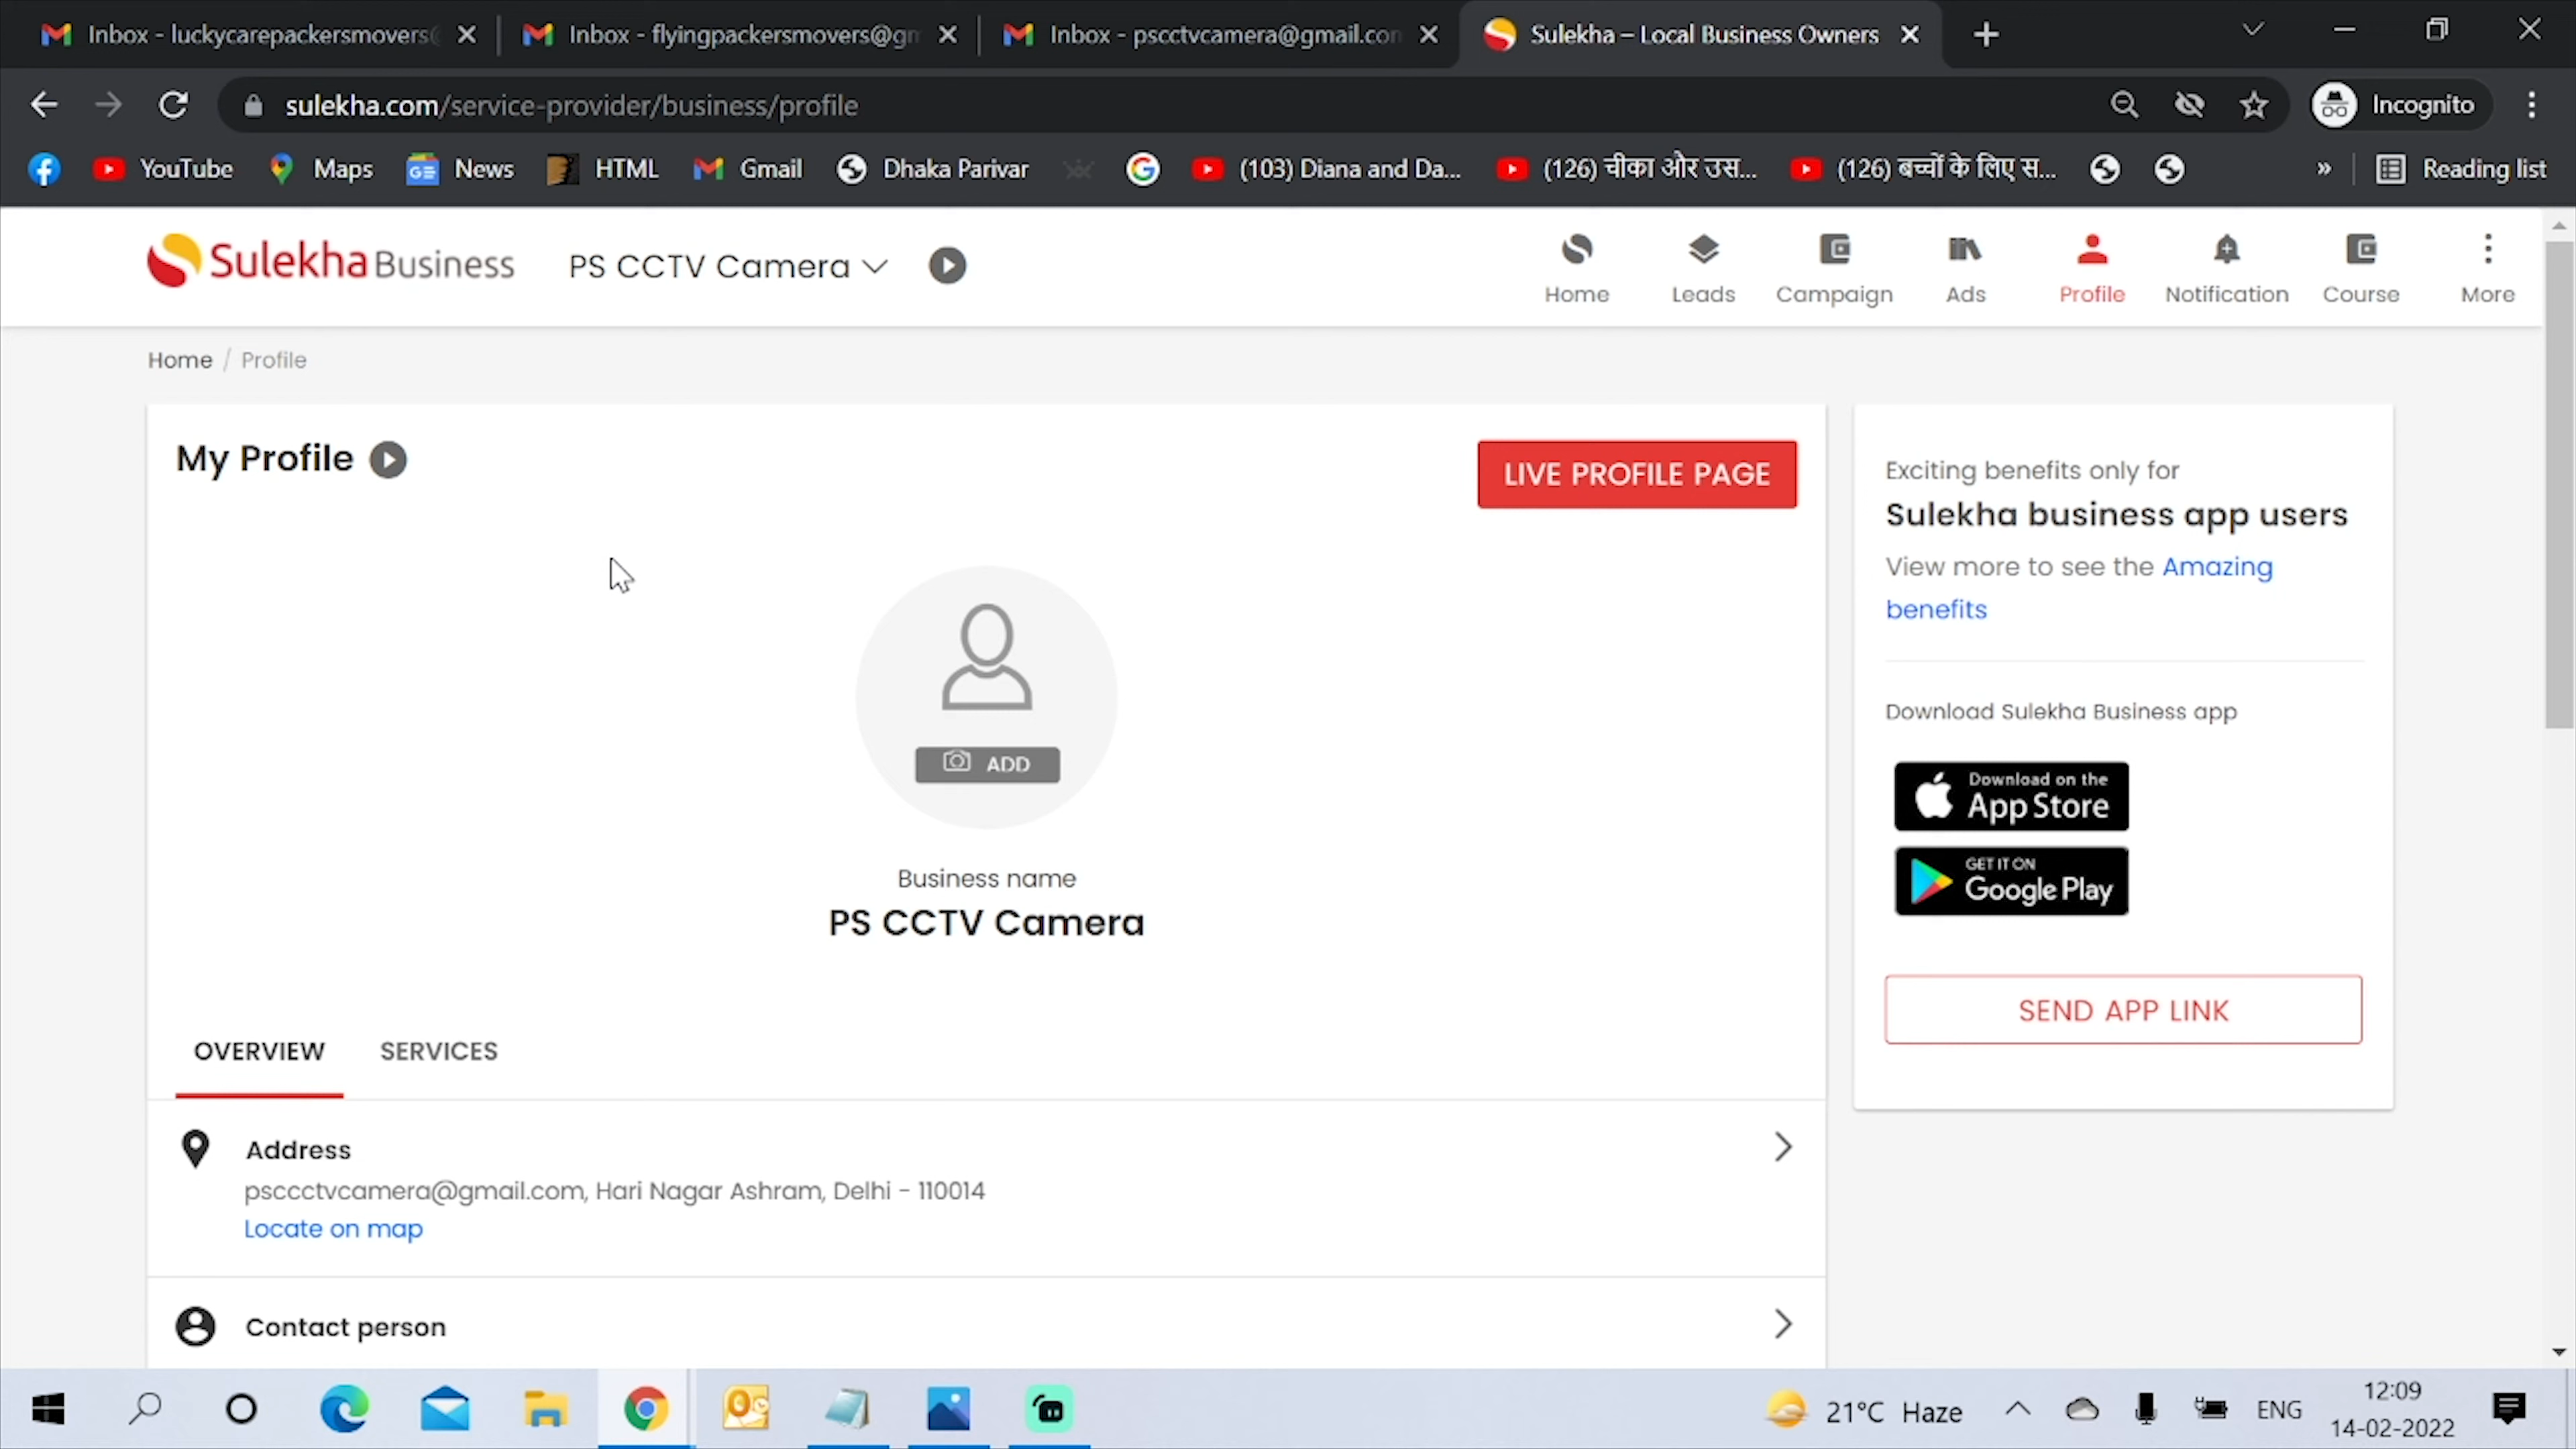 Inbox - luckycarepackersmovers@
Inbox - flyingpackersmovers@gm
Inbox - pscctvcamera@gmail.com
Sulekha – Local Business Owners
sulekha.com/service-provider/business/profile
Incognito
YouTube
Maps
News
HTML
Gmail
Dhaka Parivar
(103) Diana and Da...
(126) चीका और उस...
(126) बच्चों के लिए स...
»
Reading list
Sulekha Business
PS CCTV Camera
Home
Leads
Campaign
Ads
Profile
Notification
Course
More
Home / Profile
My Profile
LIVE PROFILE PAGE
ADD
Business name
PS CCTV Camera
OVERVIEW
SERVICES
Address
psccctvcamera@gmail.com, Hari Nagar Ashram, Delhi - 110014
Locate on map
Contact person
Exciting benefits only for
Sulekha business app users
View more to see the Amazing
benefits
Download Sulekha Business app
Download on the
App Store
GET IT ON
Google Play
SEND APP LINK
21°C Haze
ENG
12:09
14-02-2022